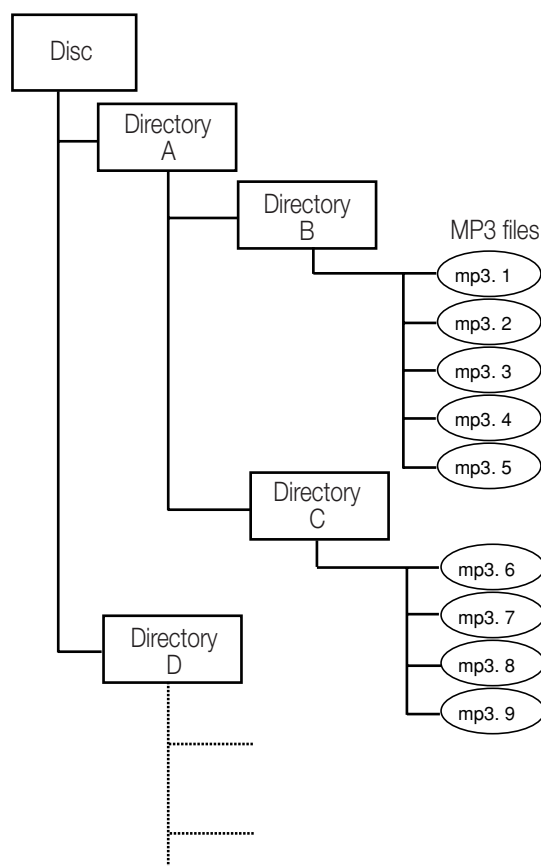 Disc
Directory
A
Directory
B
MP3 files
mp3. 1
mp3. 2
mp3. 3
mp3. 4
mp3. 5
Directory
C
mp3. 6
mp3. 7
mp3. 8
mp3. 9
Directory
D